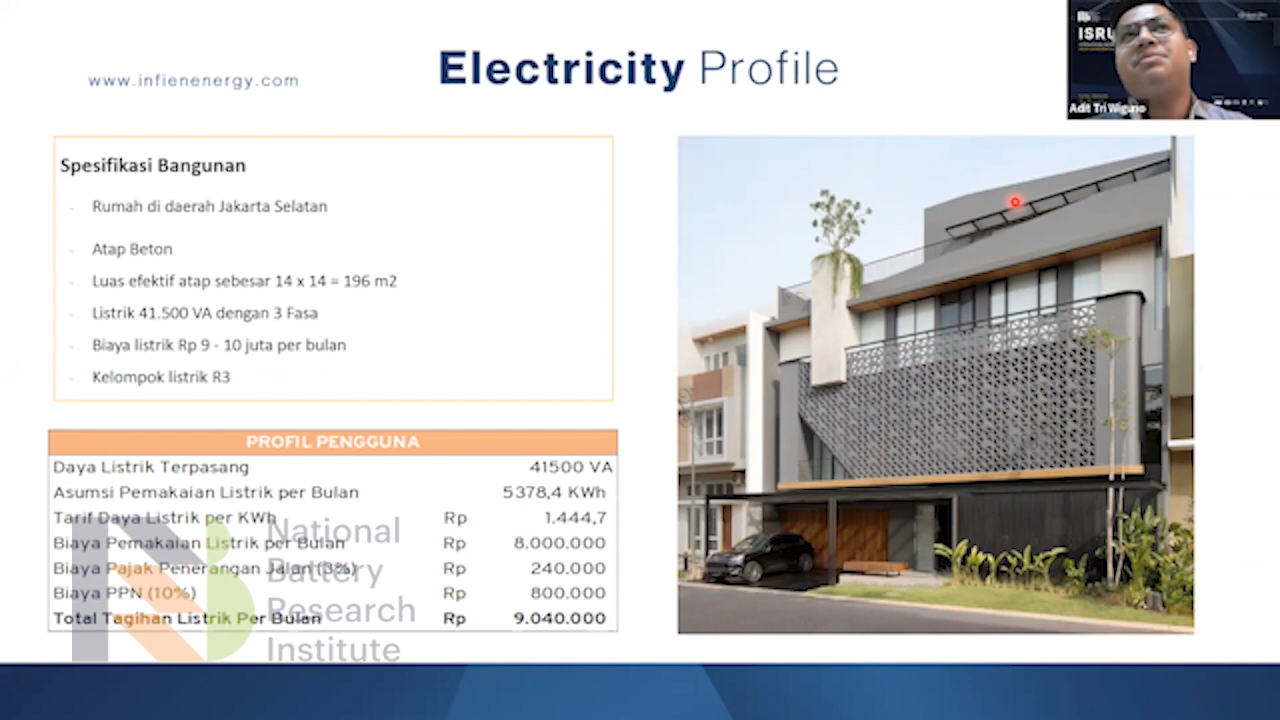 www.infienenergy.com
Electricity Profile
ISRU
Adit Tri Wiguno
Spesifikasi Bangunan
- Rumah di daerah Jakarta Selatan
- Atap Beton
- Luas efektif atap sebesar 14 x 14 = 196 m2
- Listrik 41.500 VA dengan 3 Fasa
- Biaya listrik Rp 9 - 10 juta per bulan
- Kelompok listrik R3
PROFIL PENGGUNA
Daya Listrik Terpasang 41500 VA
Asumsi Pemakaian Listrik per Bulan 5378,4 KWh
Tarif Daya Listrik per KWh Rp 1.444,7
Biaya Pemakaian Listrik per Bulan Rp 8.000.000
Biaya Pajak Penerangan Jalan (3%) Rp 240.000
Biaya PPN (10%) Rp 800.000
Total Tagihan Listrik Per Bulan Rp 9.040.000
National
Battery
Research
Institute